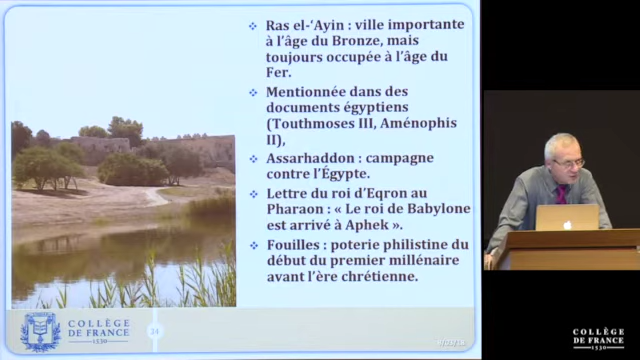 Ras el-‘Ayin : ville importante
à l’âge du Bronze, mais
toujours occupée à l’âge du
Fer.
Mentionnée dans des
documents égyptiens
(Touthmoses III, Aménophis
II),
Assarhaddon : campagne
contre l’Égypte.
Lettre du roi d’Eqron au
Pharaon : « Le roi de Babylone
est arrivé à Aphek ».
Fouilles : poterie philistine du
début du premier millénaire
avant l’ère chrétienne.
COLLÈGE
DE FRANCE
1530
24
COLLÈGE
DE FRANCE
1530